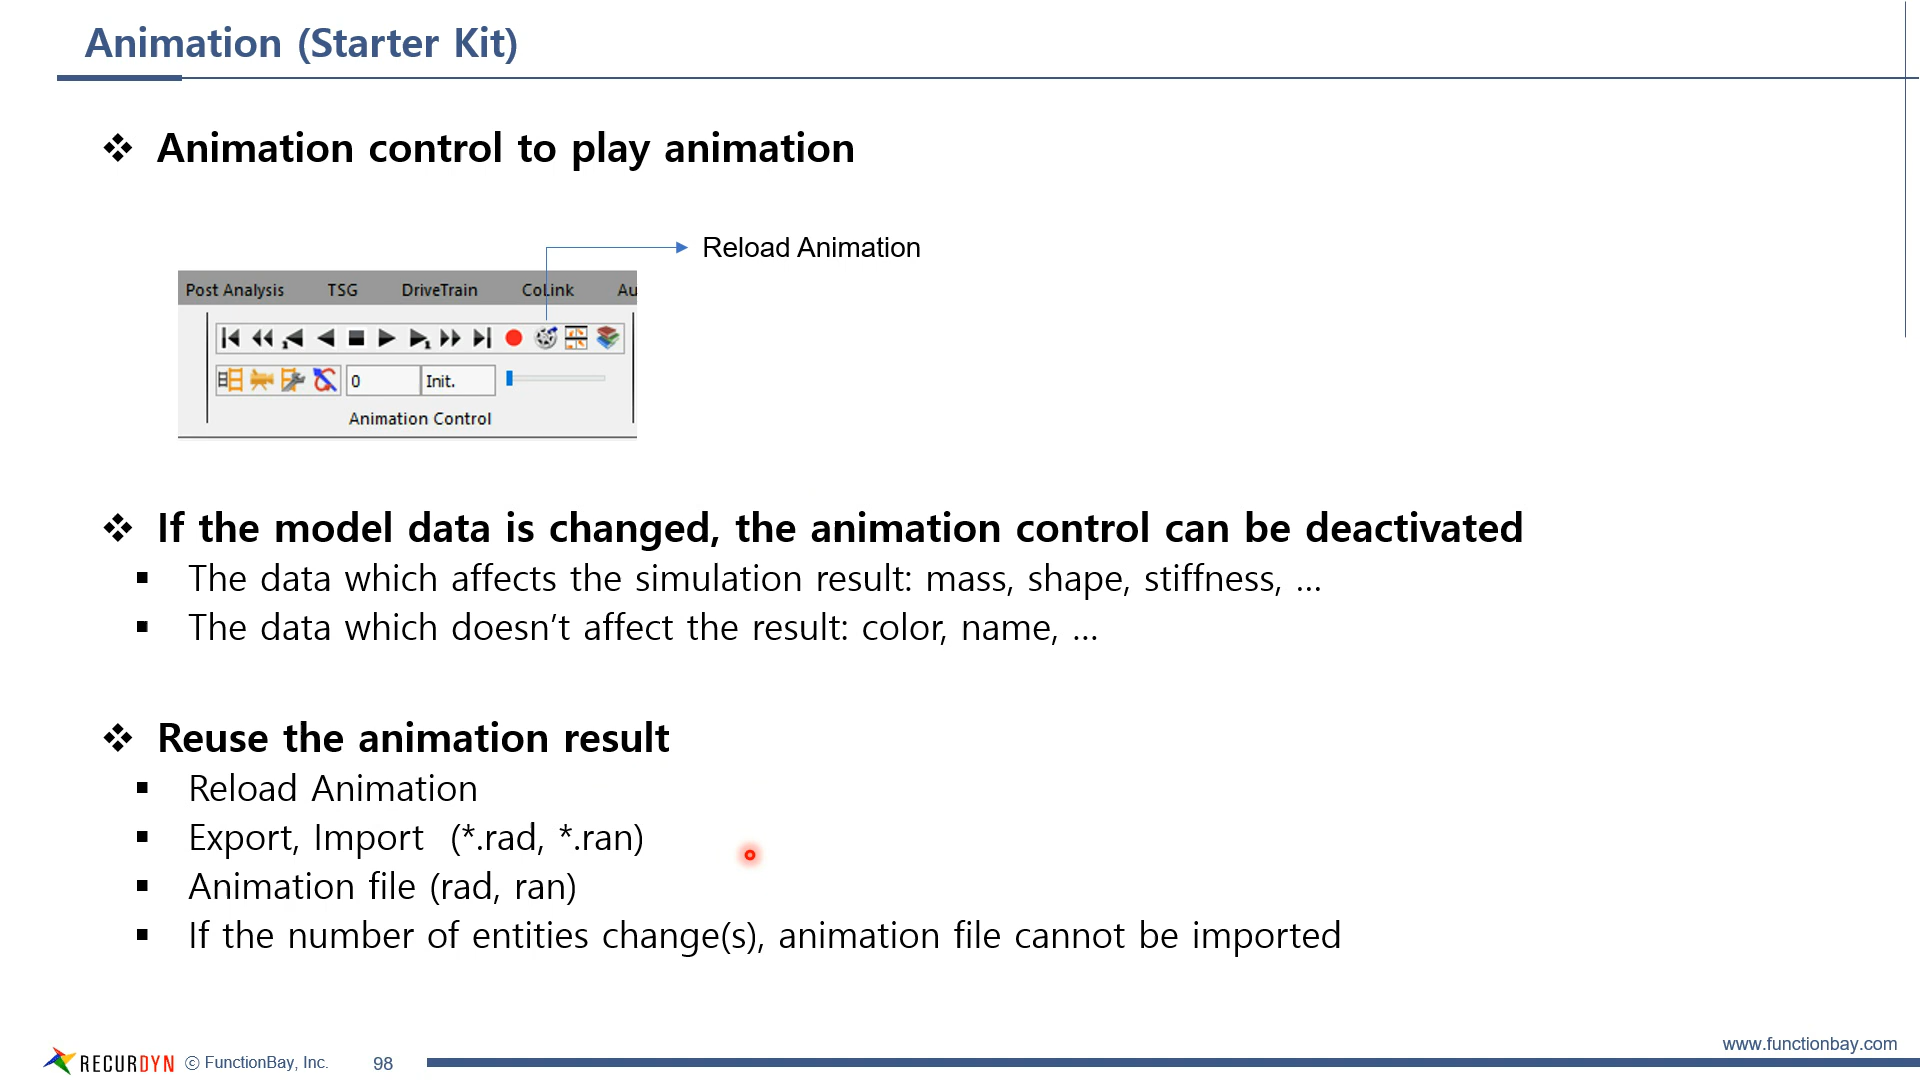 Animation (Starter Kit)
❖ Animation control to play animation
Reload Animation
Post Analysis TSG DriveTrain CoLink Au
0 Init.
Animation Control
❖ If the model data is changed, the animation control can be deactivated
▪ The data which affects the simulation result: mass, shape, stiffness, ...
▪ The data which doesn’t affect the result: color, name, ...
❖ Reuse the animation result
▪ Reload Animation
▪ Export, Import (*.rad, *.ran)
▪ Animation file (rad, ran)
▪ If the number of entities change(s), animation file cannot be imported
www.functionbay.com
RECURDYN ⓒ FunctionBay, Inc. 98